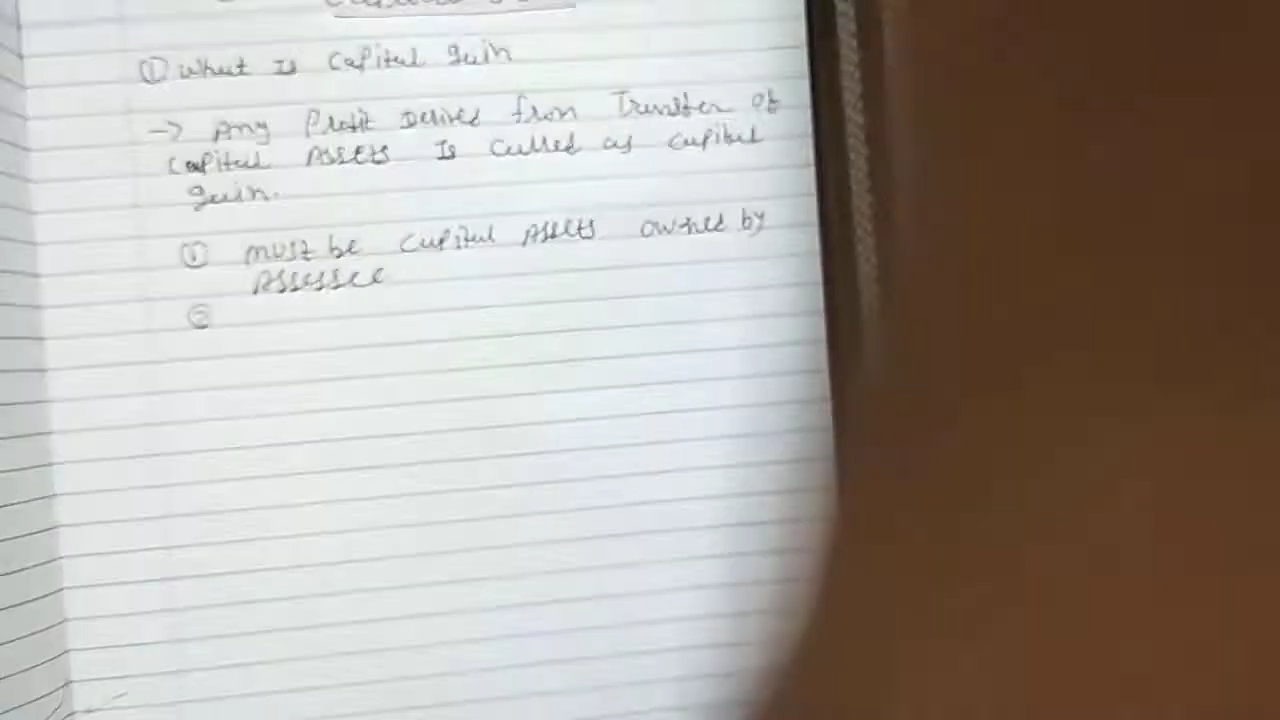 ① What Is Capital gain
-> Any Profit Derived from Transfer of
Capital Assets Is called as capital
gain.
① must be Capital Assets owned by
Assessee
②